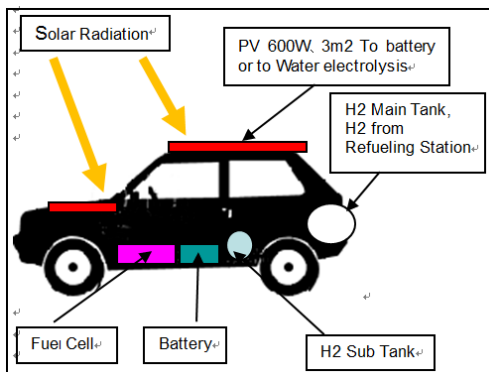 Solar Radiation
PV 600W、3m2 To battery
or to Water electrolysis
H2 Main Tank,
H2 from
Refueling Station
Fuel Cell
Battery
H2 Sub Tank